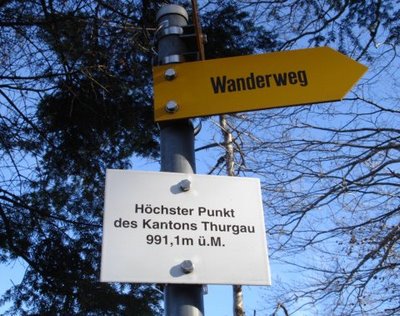 Wanderweg
Höchster Punkt
des Kantons Thurgau
991,1m ü.M.